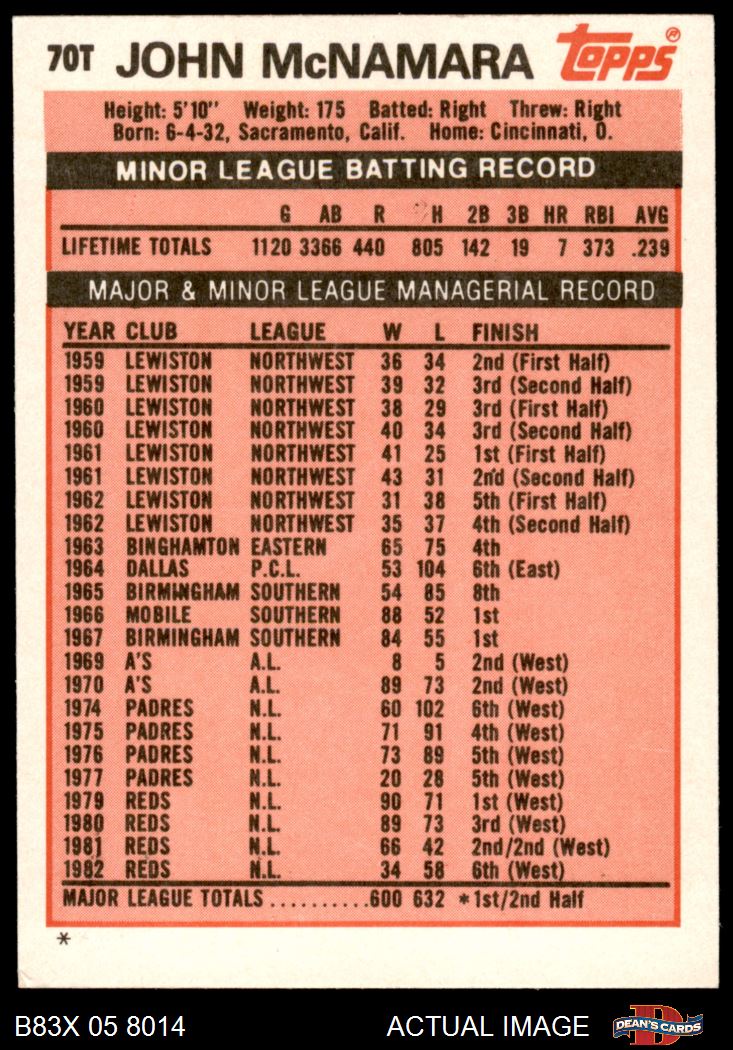 70T JOHN McNAMARA Topps ®
Height: 5'10" Weight: 175 Batted: Right Threw: Right
Born: 6-4-32, Sacramento, Calif. Home: Cincinnati, O.
MINOR LEAGUE BATTING RECORD
G AB R H 2B 3B HR RBI AVG
LIFETIME TOTALS 1120 3366 440 805 142 19 7 373 .239
MAJOR & MINOR LEAGUE MANAGERIAL RECORD
YEAR CLUB LEAGUE W L FINISH
1959 LEWISTON NORTHWEST 36 34 2nd (First Half)
1959 LEWISTON NORTHWEST 39 32 3rd (Second Half)
1960 LEWISTON NORTHWEST 38 29 3rd (First Half)
1960 LEWISTON NORTHWEST 40 34 3rd (Second Half)
1961 LEWISTON NORTHWEST 41 25 1st (First Half)
1961 LEWISTON NORTHWEST 43 31 2nd (Second Half)
1962 LEWISTON NORTHWEST 31 38 5th (First Half)
1962 LEWISTON NORTHWEST 35 37 4th (Second Half)
1963 BINGHAMTON EASTERN 65 75 4th
1964 DALLAS P.C.L. 53 104 6th (East)
1965 BIRMINGHAM SOUTHERN 54 85 8th
1966 MOBILE SOUTHERN 88 52 1st
1967 BIRMINGHAM SOUTHERN 84 55 1st
1969 A'S A.L. 8 5 2nd (West)
1970 A'S A.L. 89 73 2nd (West)
1974 PADRES N.L. 60 102 6th (West)
1975 PADRES N.L. 71 91 4th (West)
1976 PADRES N.L. 73 89 5th (West)
1977 PADRES N.L. 20 28 5th (West)
1979 REDS N.L. 90 71 1st (West)
1980 REDS N.L. 89 73 3rd (West)
1981 REDS N.L. 66 42 2nd/2nd (West)
1982 REDS N.L. 34 58 6th (West)
MAJOR LEAGUE TOTALS ..........600 632 *1st/2nd Half
*
B83X 05 8014 ACTUAL IMAGE D DEAN'S CARDS